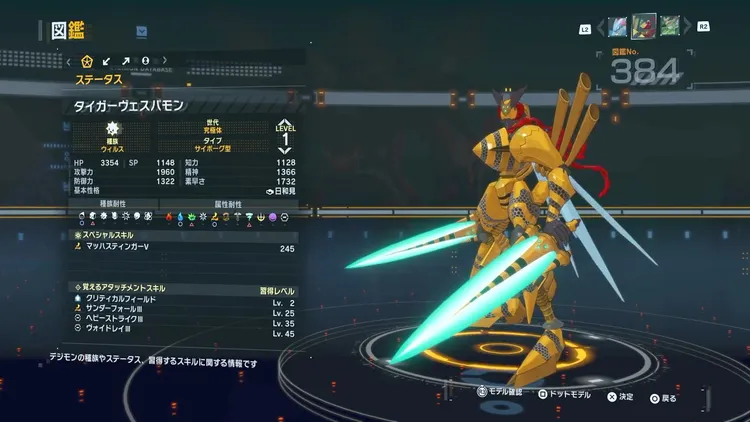 図鑑
L2
R2
図鑑No.
384
ステータス
タイガーヴェスパモン
種族
ウィルス
世代
究極体
タイプ
サイボーグ型
LEVEL
1
HP 3354 SP 1148 知力 1128
攻撃力 1960 精神 1366
防御力 1322 素早さ 1732
基本性格 日和見
種族耐性 属性耐性
スペシャルスキル
マッハスティンガーV 245
覚えるアタッチメントスキル 習得レベル
クリティカルフィールド Lv. 2
サンダーフォールⅢ Lv. 25
ヘビーストライクⅢ Lv. 35
ヴォイドレイⅢ Lv. 45
デジモンの種族やステータス、習得するスキルに関する情報です
R3 モデル確認 ドットモデル 決定 戻る